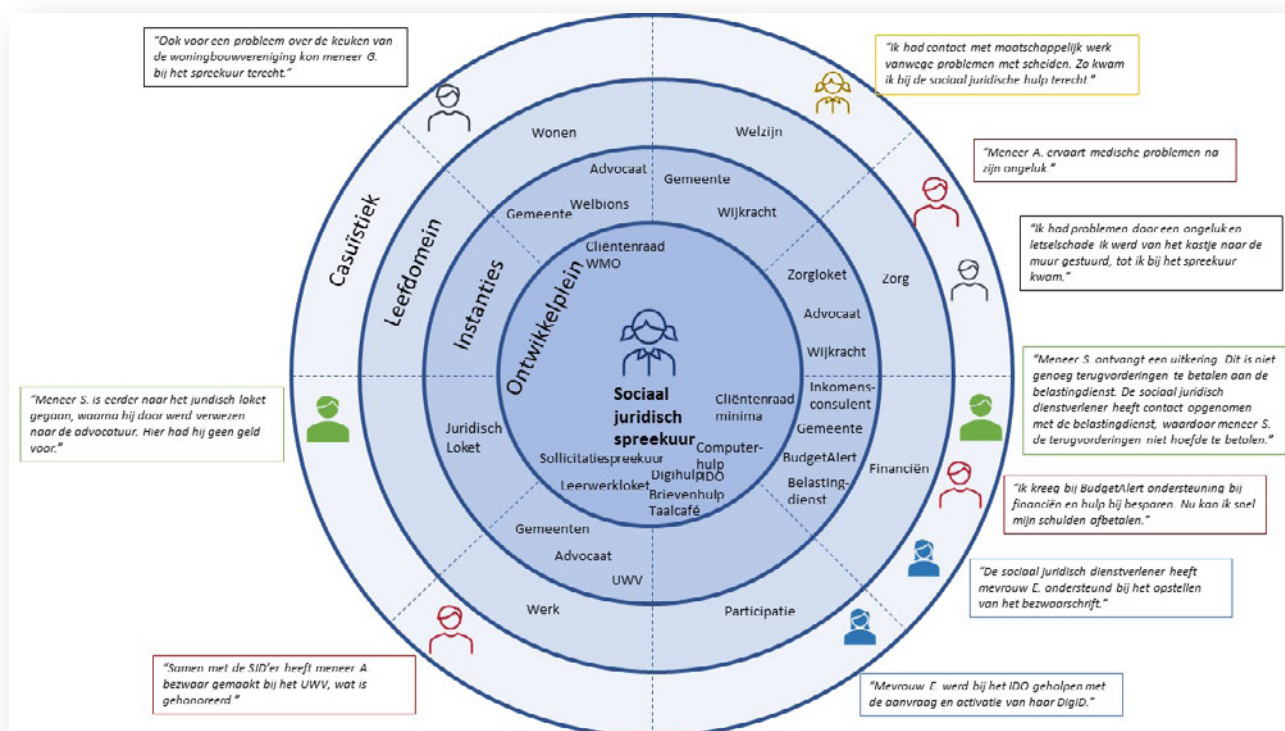 "Ook voor een probleem over de keuken van
de woningbouwvereniging kon meneer G.
bij het spreekuur terecht."
"Ik had contact met maatschappelijk werk
vanwege problemen met scheiden. Zo kwam
ik bij de sociaal juridische hulp terecht."
"Meneer A. ervaart medische problemen na
zijn ongeluk."
"Ik had problemen door een ongeluk en
letselschade ik werd van het kastje naar de
muur gestuurd, tot ik bij het spreekuur
kwam."
"Meneer S. ontvangt een uitkering. Dit is niet
genoeg terugvorderingen te betalen aan de
belastingdienst. De sociaal juridisch
dienstverlener heeft contact opgenomen
met de belastingdienst, waardoor meneer S.
de terugvorderingen niet hoefde te betalen."
"Ik kreeg bij BudgetAlert ondersteuning bij
financiën en hulp bij besparen. Nu kan ik snel
mijn schulden afbetalen."
"De sociaal juridisch dienstverlener heeft
mevrouw E. ondersteund bij het opstellen
van het bezwaarschrift."
"Mevrouw E. werd bij het IDO geholpen met
de aanvraag en activatie van haar DigiD."
"Samen met de SJD'er heeft meneer A.
bezwaar gemaakt bij het UWV, wat is
gehonoreerd."
"Meneer S. is eerder naar het juridisch loket
gegaan, waarna hij door werd verwezen
naar de advocatuur. Hier had hij geen geld
voor."
Casuïstiek
Leefdomein
Instanties
Ontwikkelplein
Wonen
Welzijn
Zorg
Financiën
Participatie
Werk
Advocaat
Welbions
Gemeente
Gemeente
Wijkracht
Zorgloket
Advocaat
Wijkracht
Inkomens-
consulent
Gemeente
BudgetAlert
Belasting-
dienst
Gemeenten
Advocaat
UWV
Juridisch
Loket
Cliëntenraad
WMO
Sociaal
juridisch
spreekuur
Cliëntenraad
minima
Computer-
hulp
Sollicitatiespreekuur
Digihulp
IDO
Leerwerkloket
Brievenhulp
Taalcafé